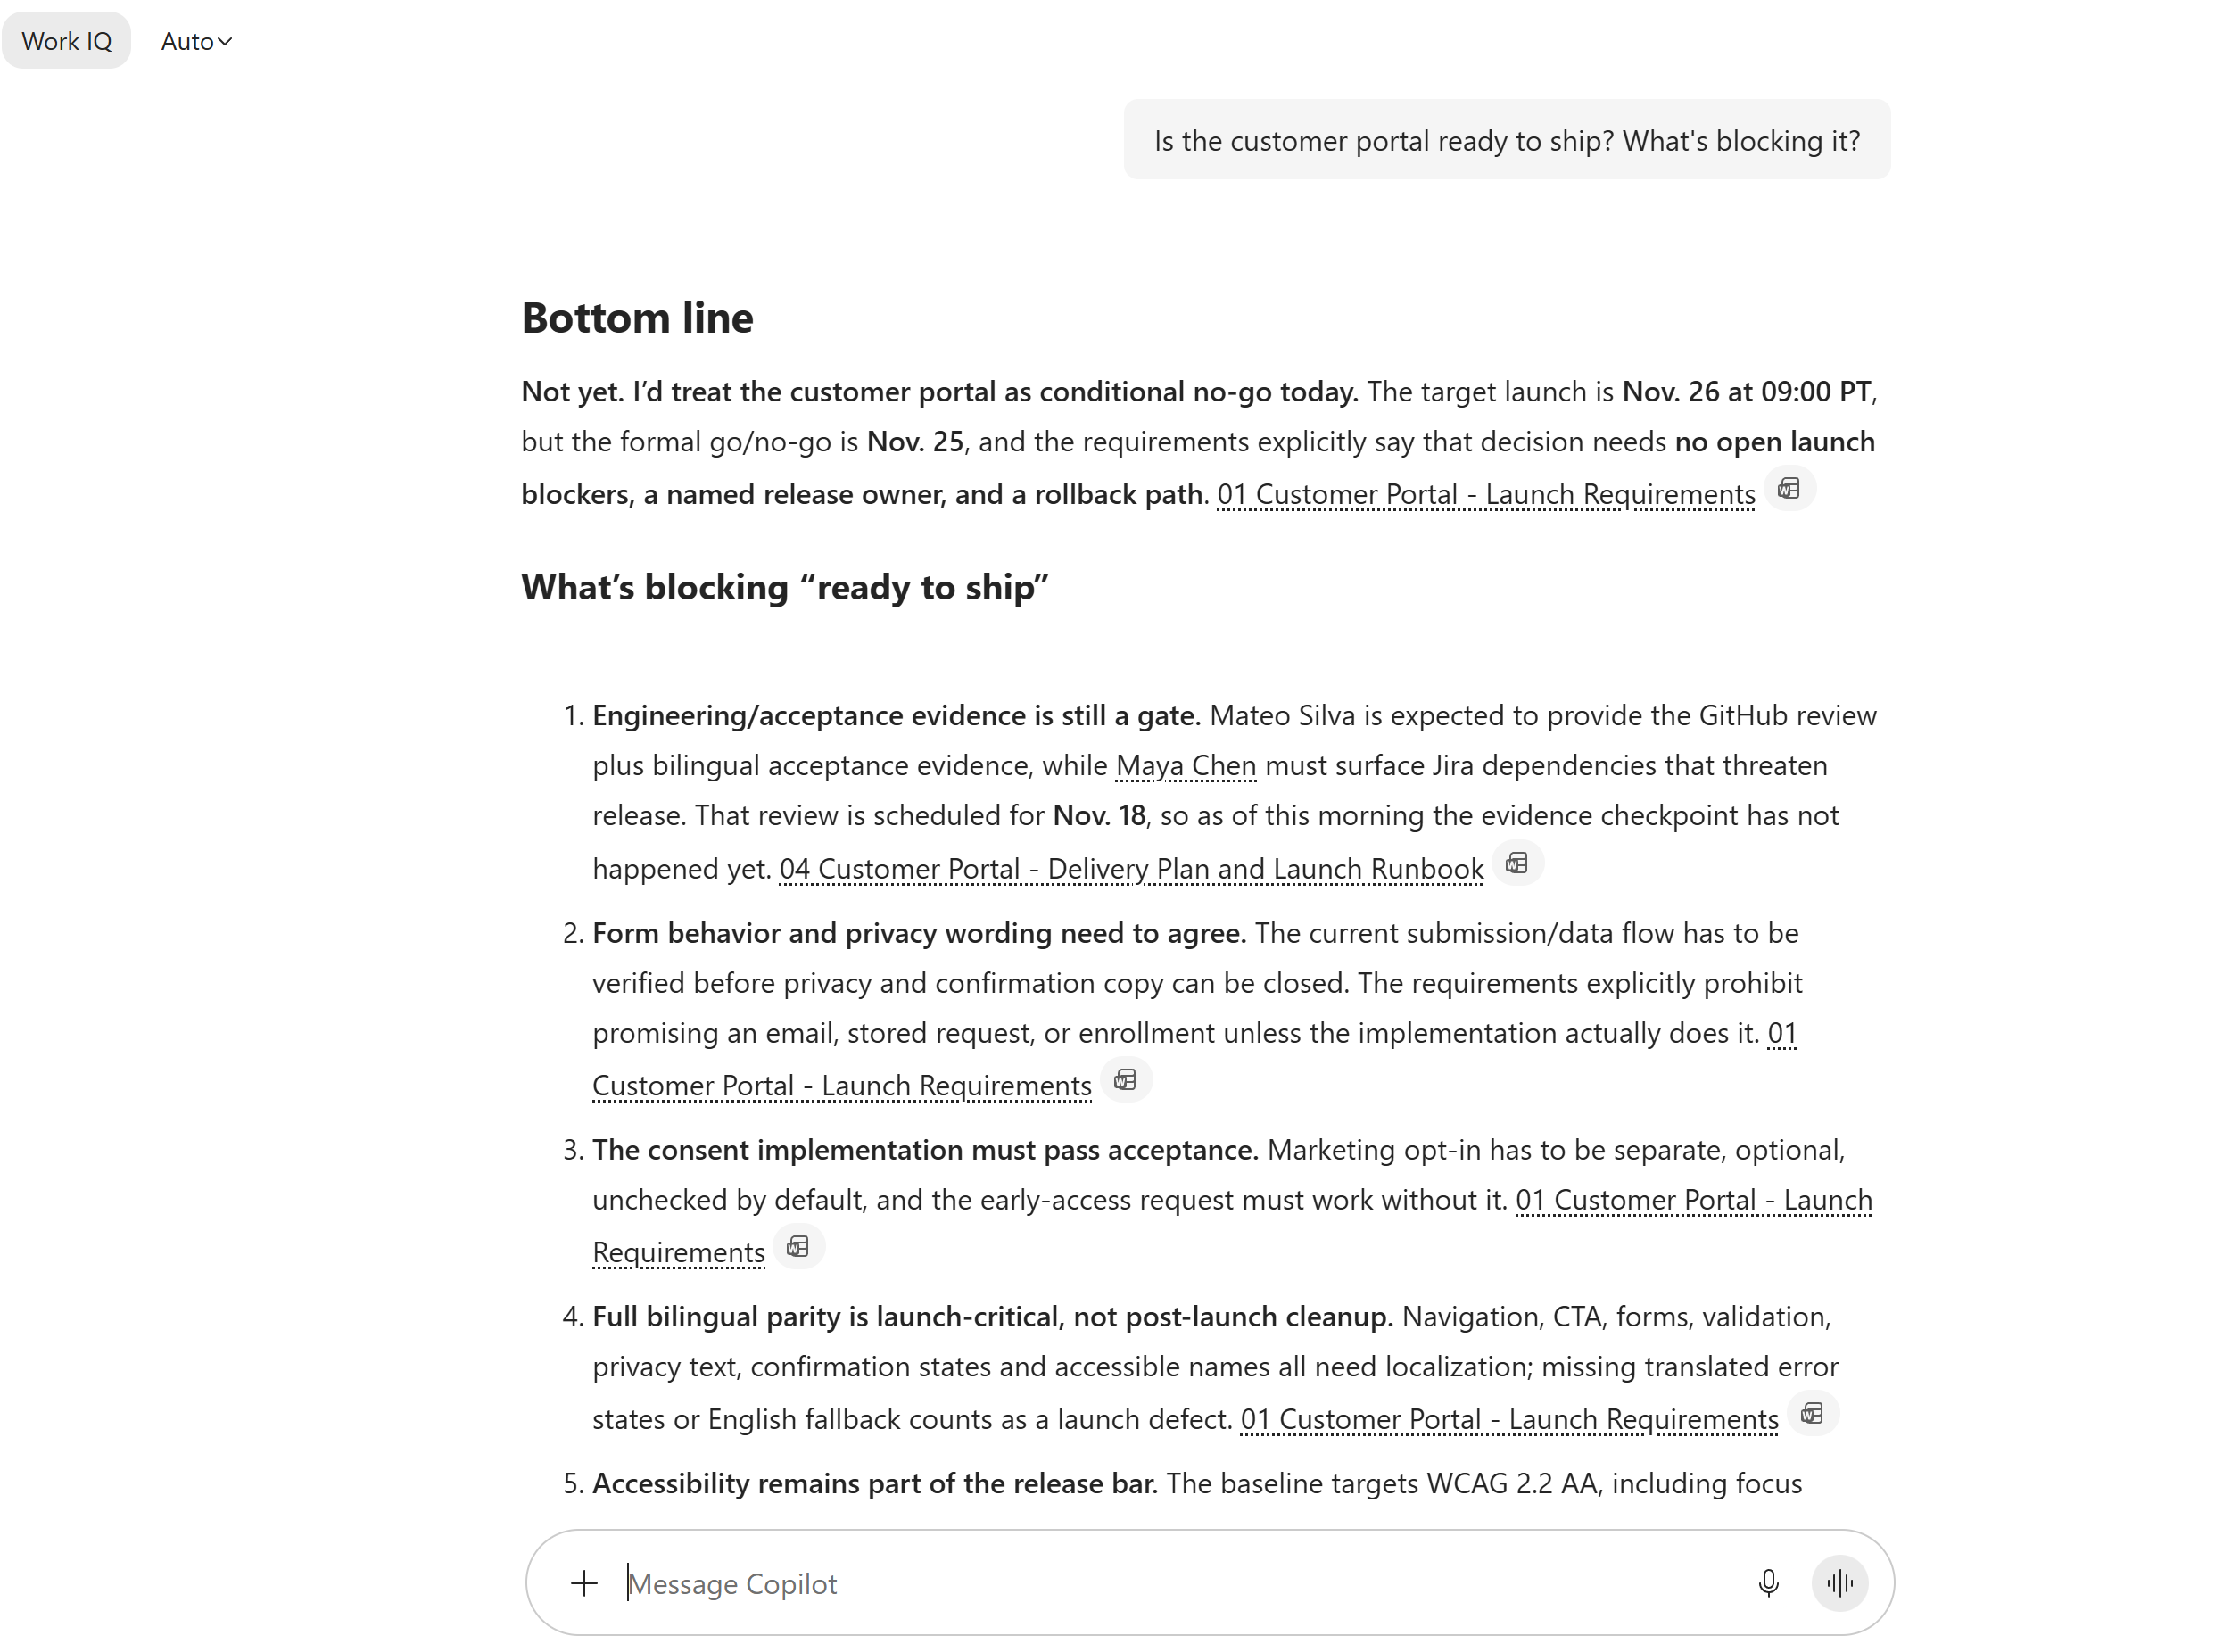 Work IQ
Auto
Is the customer portal ready to ship? What's blocking it?
Bottom line
Not yet. I’d treat the customer portal as conditional no-go today. The target launch is Nov. 26 at 09:00 PT,
but the formal go/no-go is Nov. 25, and the requirements explicitly say that decision needs no open launch
blockers, a named release owner, and a rollback path. 01 Customer Portal - Launch Requirements
What’s blocking “ready to ship”
1. Engineering/acceptance evidence is still a gate. Mateo Silva is expected to provide the GitHub review
plus bilingual acceptance evidence, while Maya Chen must surface Jira dependencies that threaten
release. That review is scheduled for Nov. 18, so as of this morning the evidence checkpoint has not
happened yet. 04 Customer Portal - Delivery Plan and Launch Runbook
2. Form behavior and privacy wording need to agree. The current submission/data flow has to be
verified before privacy and confirmation copy can be closed. The requirements explicitly prohibit
promising an email, stored request, or enrollment unless the implementation actually does it. 01
Customer Portal - Launch Requirements
3. The consent implementation must pass acceptance. Marketing opt-in has to be separate, optional,
unchecked by default, and the early-access request must work without it. 01 Customer Portal - Launch
Requirements
4. Full bilingual parity is launch-critical, not post-launch cleanup. Navigation, CTA, forms, validation,
privacy text, confirmation states and accessible names all need localization; missing translated error
states or English fallback counts as a launch defect. 01 Customer Portal - Launch Requirements
5. Accessibility remains part of the release bar. The baseline targets WCAG 2.2 AA, including focus
Message Copilot